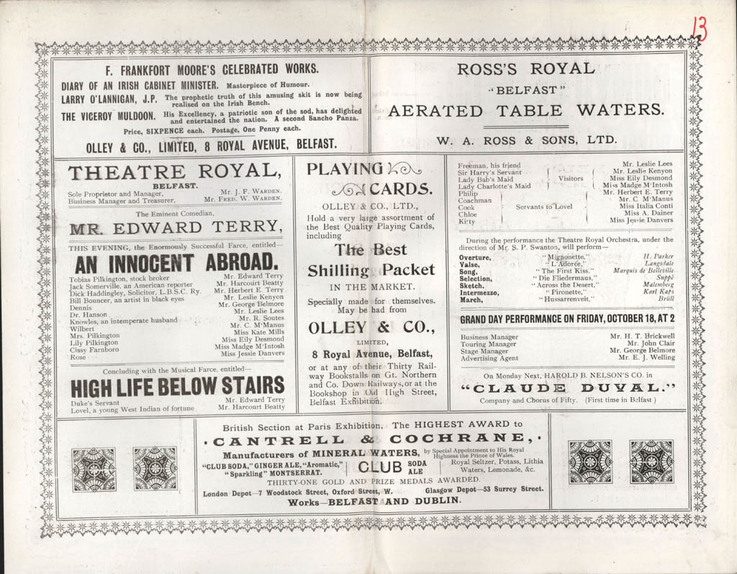 13
F. FRANKFORT MOORE'S CELEBRATED WORKS.
DIARY OF AN IRISH CABINET MINISTER. Masterpiece of Humour.
LARRY O'LANNIGAN, J.P. The prophetic truth of this amusing skit is now being
realised on the Irish Bench.
THE VICEROY MULDOON. His Excellency, a patriotic son of the sod, has delighted
and entertained the nation. A second Sancho Panza.
Price, SIXPENCE each. Postage, One Penny each.
OLLEY & CO., LIMITED, 8 ROYAL AVENUE, BELFAST.
ROSS'S ROYAL
"BELFAST"
AERATED TABLE WATERS.
W. A. ROSS & SONS, LTD.
THEATRE ROYAL,
BELFAST.
Sole Proprietor and Manager, Mr. J. F. WARDEN.
Business Manager and Treasurer, Mr. FRED. W. WARDEN.
The Eminent Comedian,
MR. EDWARD TERRY,
THIS EVENING, the Enormously Successful Farce, entitled—
AN INNOCENT ABROAD.
Tobias Pilkington, stock broker Mr. Edward Terry
Jack Somerville, an American reporter Mr. Harcourt Beatty
Dick Haddingley, Solicitor, L.B.S.C. Ry. Mr. Herbert E. Terry
Bill Bouncer, an artist in black eyes Mr. Leslie Kenyon
Dennis Mr. George Belmore
Dr. Hanson Mr. Leslie Lees
Knowles, an intemperate husband Mr. R. Soutes
Wilbert Mr. C. M'Manus
Mrs. Pilkington Miss Kate Mills
Lily Pilkington Miss Eily Desmond
Cissy Farnboro Miss Madge M'Intosh
Rose Miss Jessie Danvers
Concluding with the Musical Farce, entitled—
HIGH LIFE BELOW STAIRS
Duke's Servant Mr. Edward Terry
Lovel, a young West Indian of fortune Mr. Harcourt Beatty
PLAYING
CARDS.
OLLEY & CO., LTD.,
Hold a very large assortment of
the Best Quality Playing Cards,
including
The Best
Shilling Packet
IN THE MARKET.
Specially made for themselves.
May be had from
OLLEY & CO.,
LIMITED,
8 Royal Avenue, Belfast,
or at any of their Thirty Rail-
way Bookstalls on Gt. Northern
and Co. Down Railways, or at the
Bookshop in Old High Street,
Belfast Exhibition.
Freeman, his friend Mr. Leslie Lees
Sir Harry's Servant Mr. Leslie Kenyon
Lady Bab's Maid Visitors Miss Eily Desmond
Lady Charlotte's Maid Miss Madge M'Intosh
Philip Mr. Herbert E. Terry
Coachman Mr. C. M'Manus
Cook Servants to Lovel Miss Italia Conti
Chloe Miss A. Dainer
Kitty Miss Jessie Danvers
During the performance the Theatre Royal Orchestra, under the
direction of Mr. S. P. Swanton, will perform—
Overture, "Mignonette," H. Parker
Valse, "L'Adorée," Langstale
Song, "The First Kiss," Marquis de Belleville
Selection, "Die Fledermaus," Suppé
Sketch, "Across the Desert," Malemberg
Intermezzo, "Pironette," Karl Kaps
March, "Hussarenveit," Brüll
GRAND DAY PERFORMANCE ON FRIDAY, OCTOBER 18, AT 2
Business Manager Mr. H. T. Brickwell
Touring Manager Mr. John Clair
Stage Manager Mr. George Belmore
Advertising Agent Mr. E. J. Welling
On Monday Next, HAROLD B. NELSON'S CO. in
"CLAUDE DUVAL."
Company and Chorus of Fifty. (First time in Belfast)
British Section at Paris Exhibition. The HIGHEST AWARD to
CANTRELL & COCHRANE,
Manufacturers of MINERAL WATERS, by Special Appointment to His Royal
Highness the Prince of Wales.
"CLUB SODA," "GINGER ALE," "Aromatic," CLUB SODA Royal Seltzer, Potass, Lithia
"Sparkling" MONTSERRAT. ALE Waters, Lemonade, &c.
THIRTY-ONE GOLD AND PRIZE MEDALS AWARDED.
London Depot—7 Woodstock Street, Oxford Street, W. Glasgow Depot—53 Surrey Street.
Works—BELFAST AND DUBLIN.